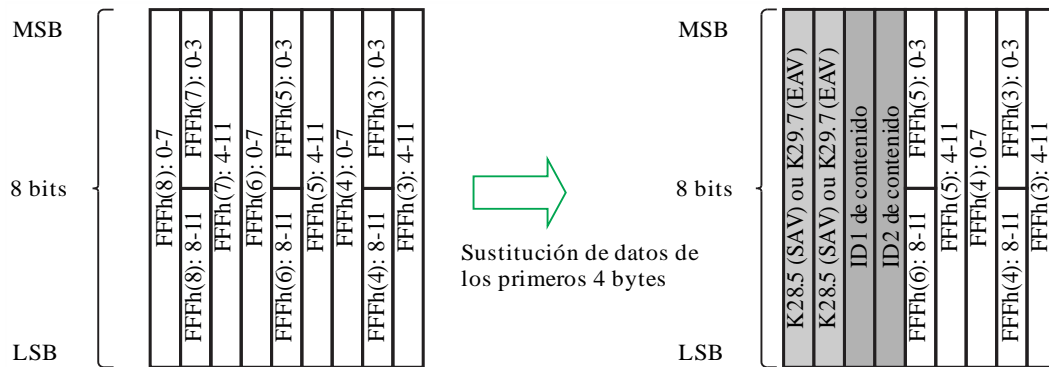 MSB
8 bits
LSB
FFFh(8): 0-7
FFFh(7): 0-3
FFFh(8): 8-11
FFFh(7): 4-11
FFFh(6): 0-7
FFFh(5): 0-3
FFFh(6): 8-11
FFFh(5): 4-11
FFFh(4): 0-7
FFFh(3): 0-3
FFFh(4): 8-11
FFFh(3): 4-11
Sustitución de datos de
los primeros 4 bytes
MSB
8 bits
LSB
K28.5 (SAV) ou K29.7 (EAV)
K28.5 (SAV) ou K29.7 (EAV)
ID1 de contenido
ID2 de contenido
FFFh(5): 0-3
FFFh(6): 8-11
FFFh(5): 4-11
FFFh(4): 0-7
FFFh(3): 0-3
FFFh(4): 8-11
FFFh(3): 4-11